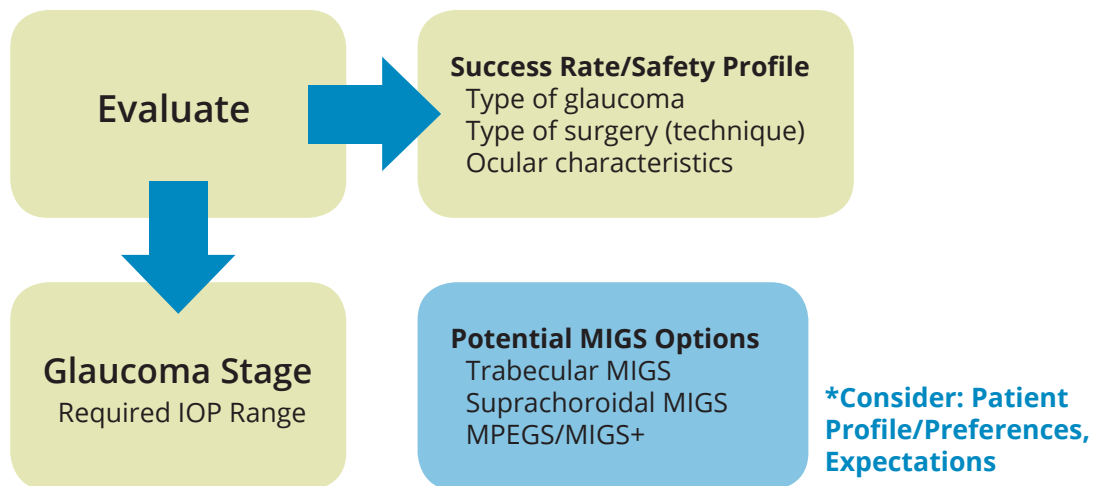 Evaluate
Success Rate/Safety Profile
Type of glaucoma
Type of surgery (technique)
Ocular characteristics
Glaucoma Stage
Required IOP Range
Potential MIGS Options
Trabecular MIGS
Suprachoroidal MIGS
MPEGS/MIGS+
*Consider: Patient
Profile/Preferences,
Expectations